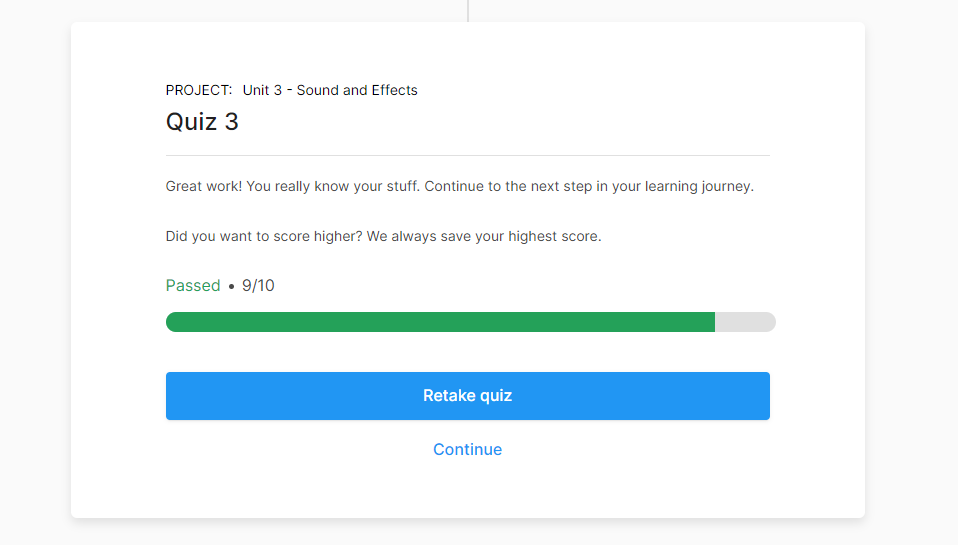 PROJECT: Unit 3 - Sound and Effects
Quiz 3
Great work! You really know your stuff. Continue to the next step in your learning journey.
Did you want to score higher? We always save your highest score.
Passed • 9/10
Retake quiz
Continue